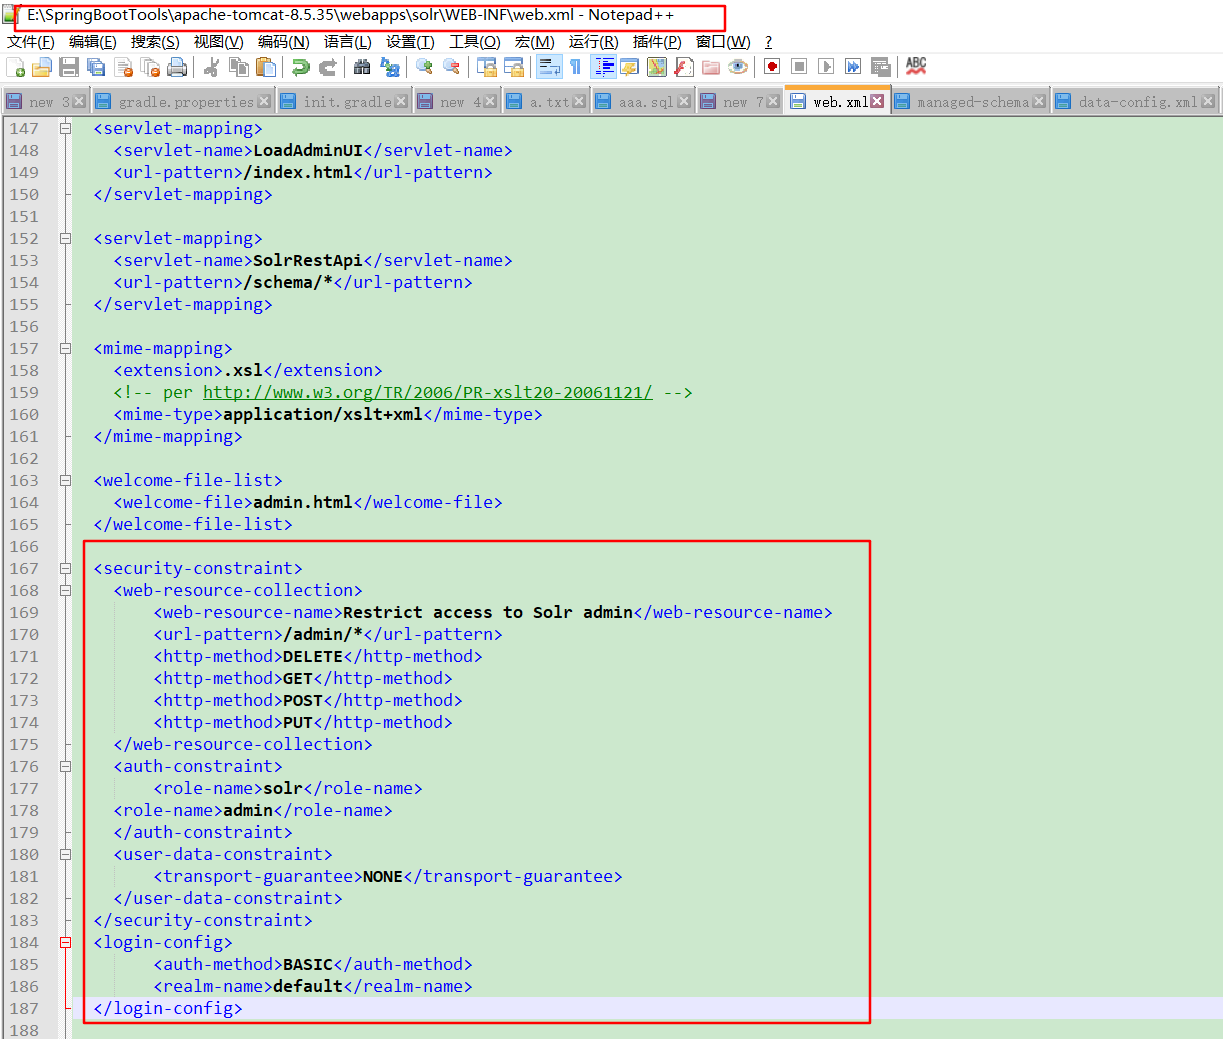 E:\SpringBootTools\apache-tomcat-8.5.35\webapps\solr\WEB-INF\web.xml - Notepad++
文件(F) 编辑(E) 搜索(S) 视图(V) 编码(N) 语言(L) 设置(T) 工具(O) 宏(M) 运行(R) 插件(P) 窗口(W) ?
ABC
new 3 gradle.properties init.gradle new 4 a.txt aaa.sql new 7 web.xml managed-schema data-config.xml
147 <servlet-mapping>
148 <servlet-name>LoadAdminUI</servlet-name>
149 <url-pattern>/index.html</url-pattern>
150 </servlet-mapping>
151
152 <servlet-mapping>
153 <servlet-name>SolrRestApi</servlet-name>
154 <url-pattern>/schema/*</url-pattern>
155 </servlet-mapping>
156
157 <mime-mapping>
158 <extension>.xsl</extension>
159 <!-- per http://www.w3.org/TR/2006/PR-xslt20-20061121/ -->
160 <mime-type>application/xslt+xml</mime-type>
161 </mime-mapping>
162
163 <welcome-file-list>
164 <welcome-file>admin.html</welcome-file>
165 </welcome-file-list>
166
167 <security-constraint>
168 <web-resource-collection>
169 <web-resource-name>Restrict access to Solr admin</web-resource-name>
170 <url-pattern>/admin/*</url-pattern>
171 <http-method>DELETE</http-method>
172 <http-method>GET</http-method>
173 <http-method>POST</http-method>
174 <http-method>PUT</http-method>
175 </web-resource-collection>
176 <auth-constraint>
177 <role-name>solr</role-name>
178 <role-name>admin</role-name>
179 </auth-constraint>
180 <user-data-constraint>
181 <transport-guarantee>NONE</transport-guarantee>
182 </user-data-constraint>
183 </security-constraint>
184 <login-config>
185 <auth-method>BASIC</auth-method>
186 <realm-name>default</realm-name>
187 </login-config>
188